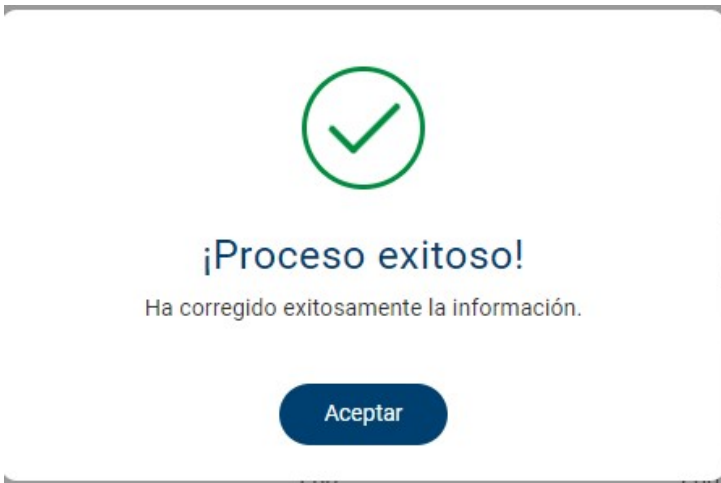 ¡Proceso exitoso!
Ha corregido exitosamente la información.
Aceptar